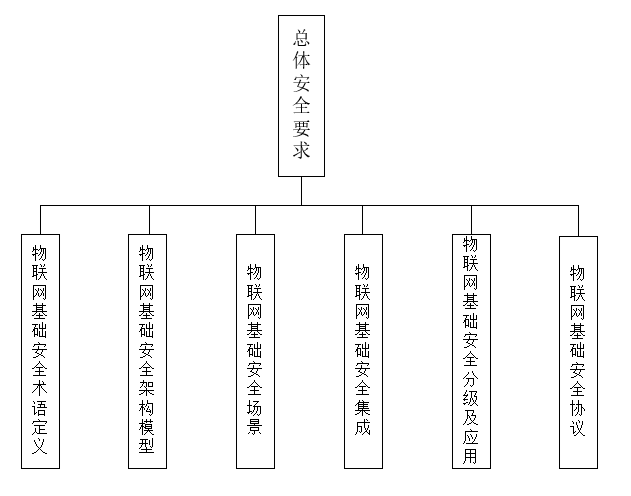 总体安全要求
物联网基础安全术语定义
物联网基础安全架构模型
物联网基础安全场景
物联网基础安全集成
物联网基础安全分级及应用
物联网基础安全协议